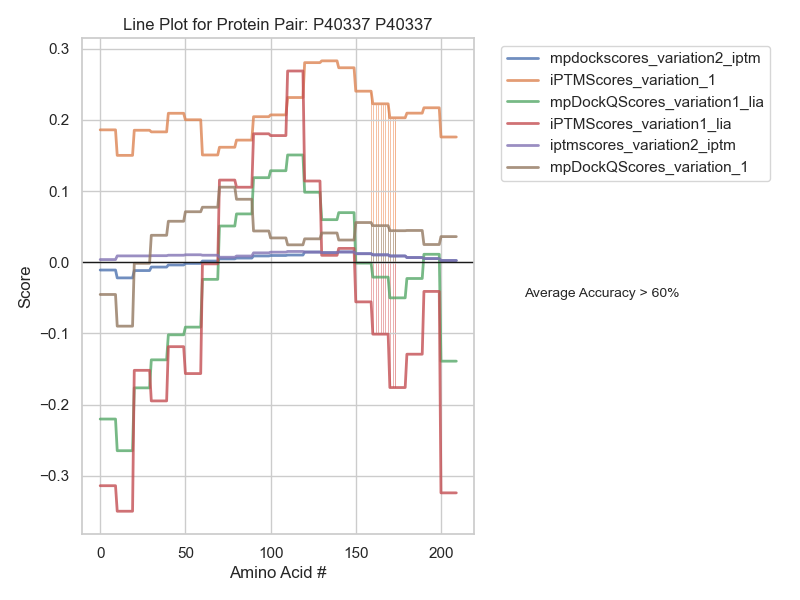 Line Plot for Protein Pair: P40337 P40337
0.3
0.2
0.1
0.0
−0.1
−0.2
−0.3
Score
0
50
100
150
200
Amino Acid #
mpdockscores_variation2_iptm
iPTMScores_variation_1
mpDockQScores_variation1_lia
iPTMScores_variation1_lia
iptmscores_variation2_iptm
mpDockQScores_variation_1
Average Accuracy > 60%